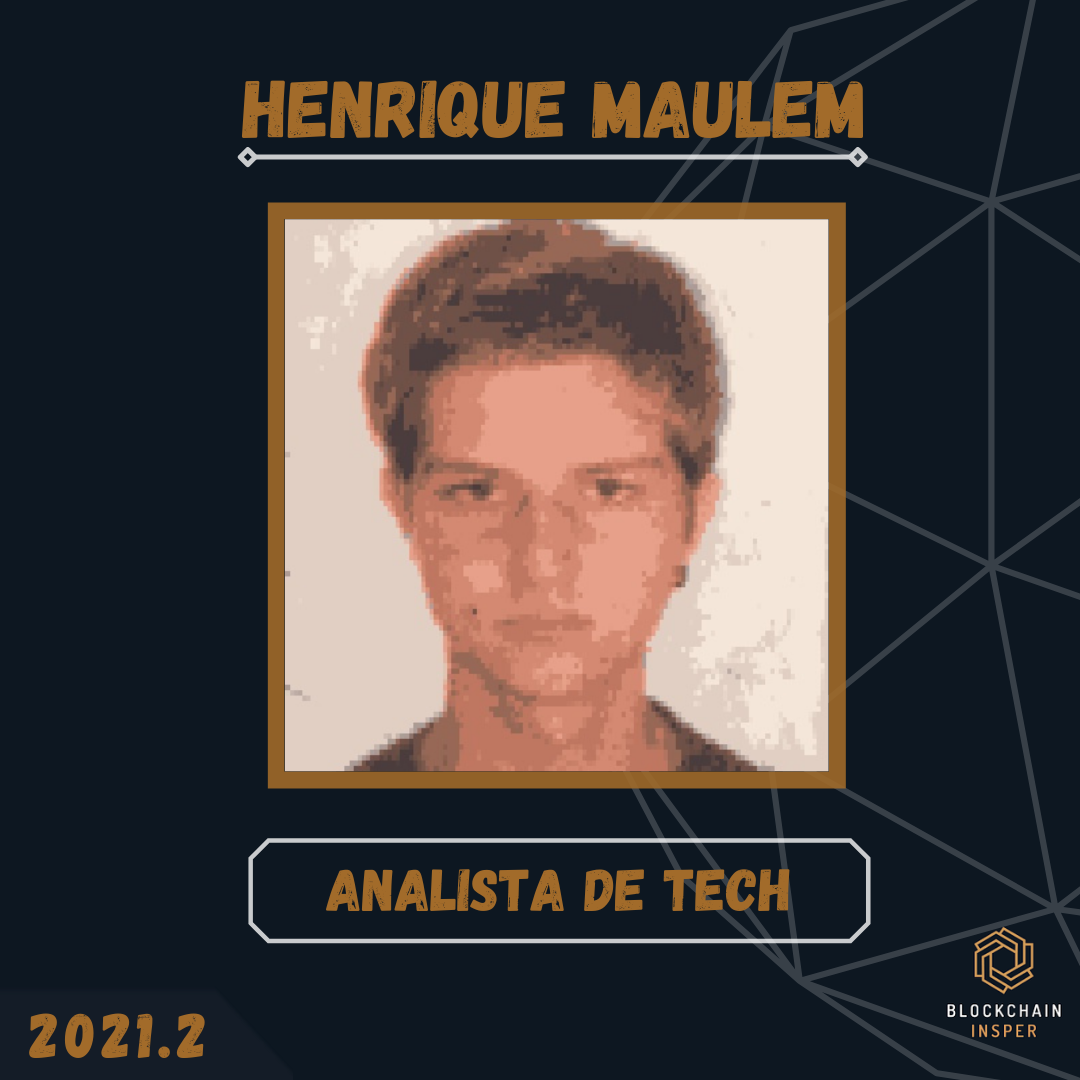 HENRIQUE MAULEM
ANALISTA DE TECH
2021.2
BLOCKCHAIN
INSPER